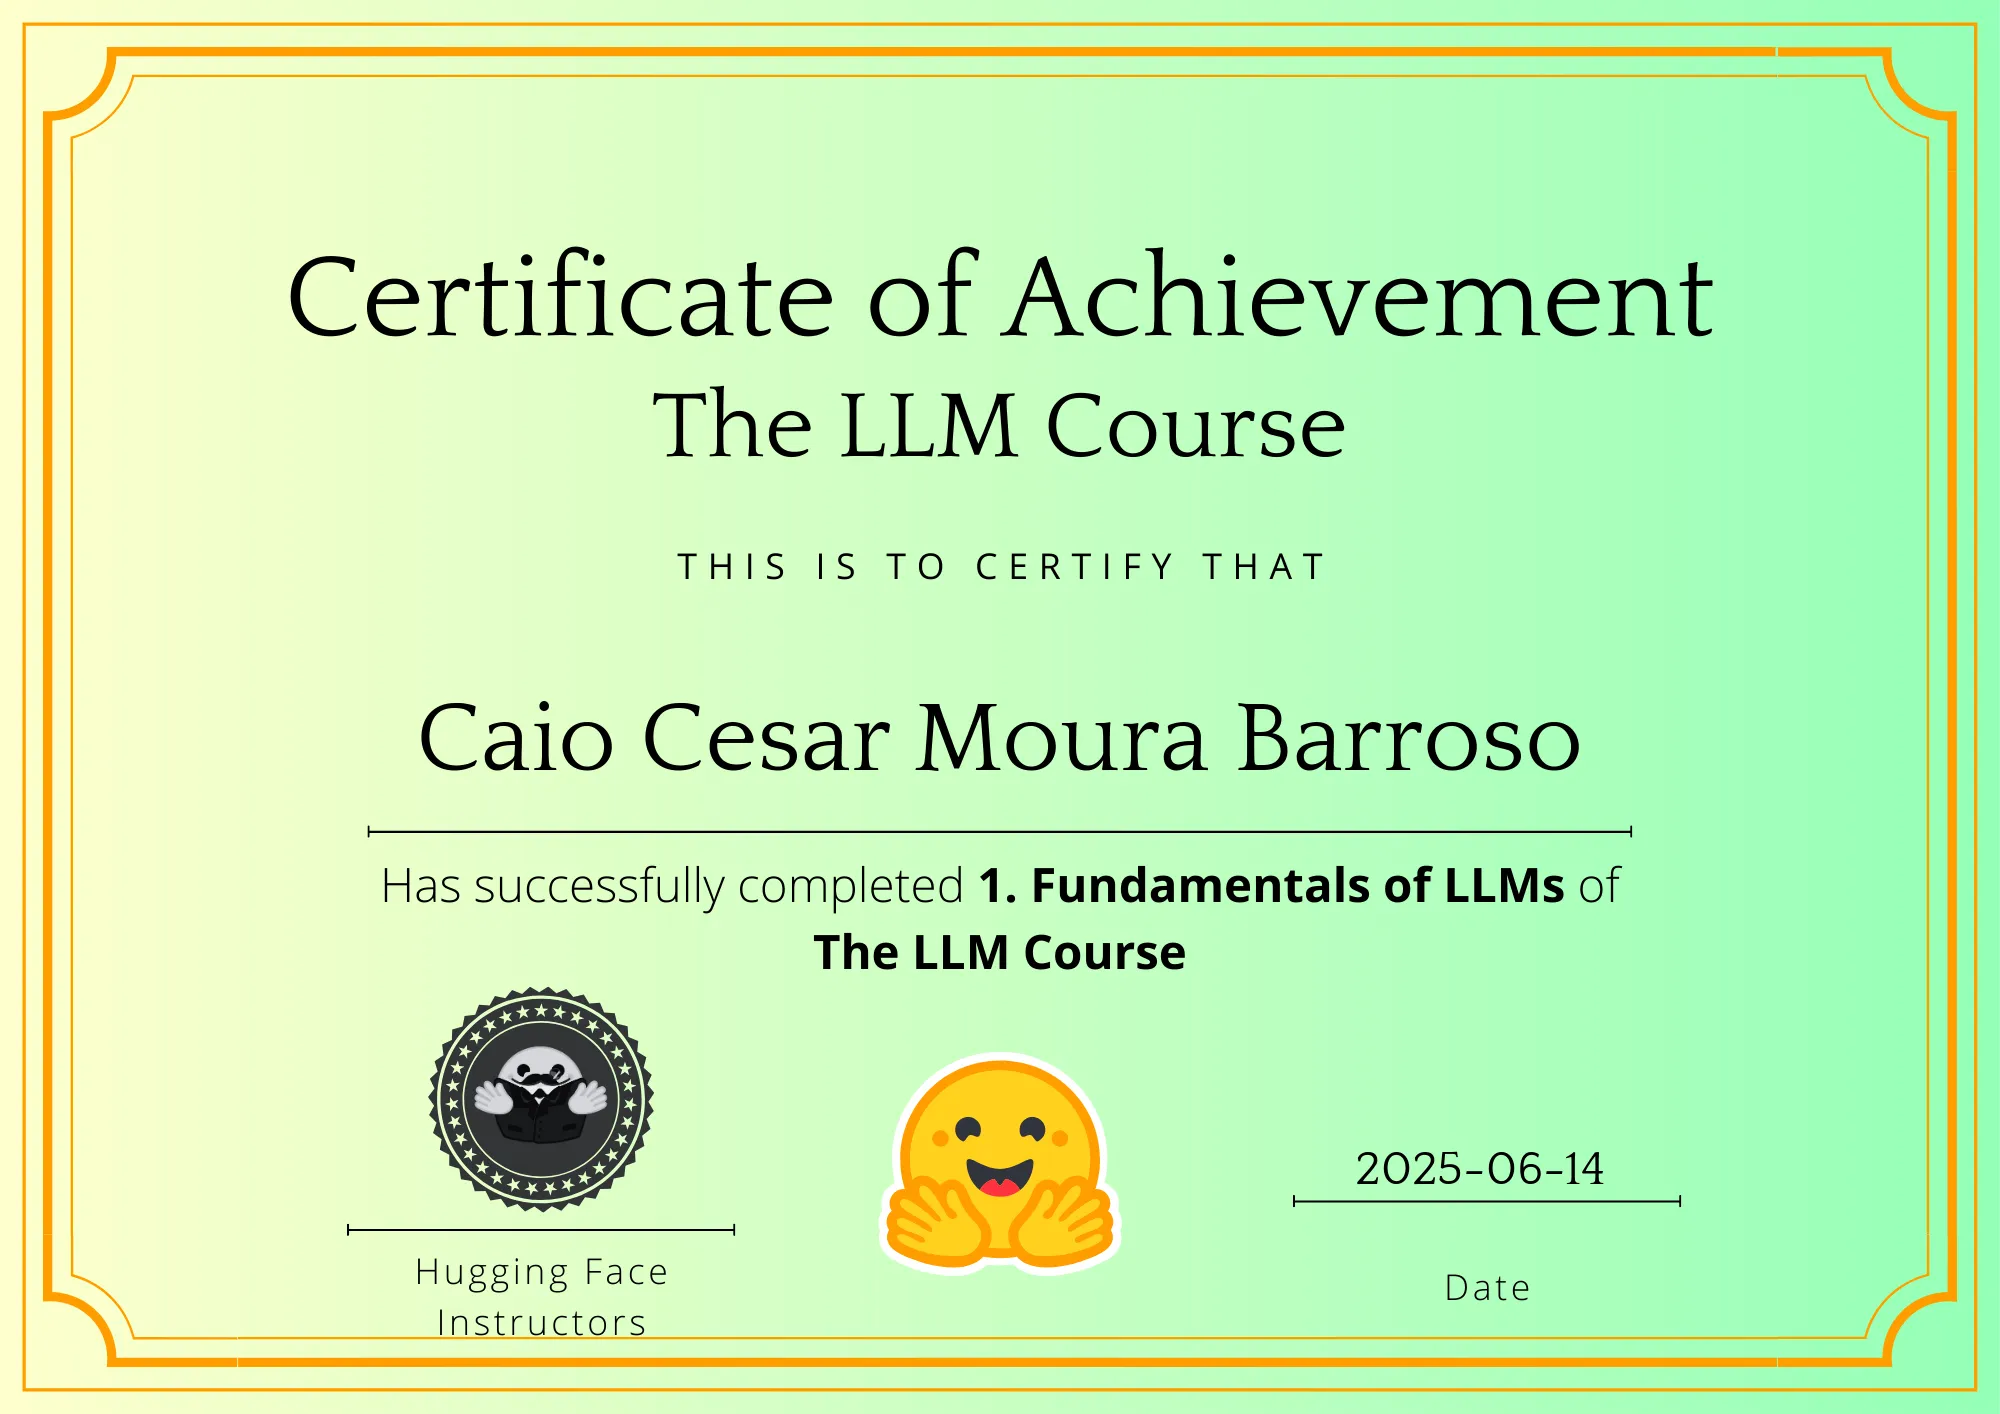 Certificate of Achievement
The LLM Course
THIS IS TO CERTIFY THAT
Caio Cesar Moura Barroso
Has successfully completed 1. Fundamentals of LLMs of
The LLM Course
2025-06-14
Hugging Face
Instructors
Date